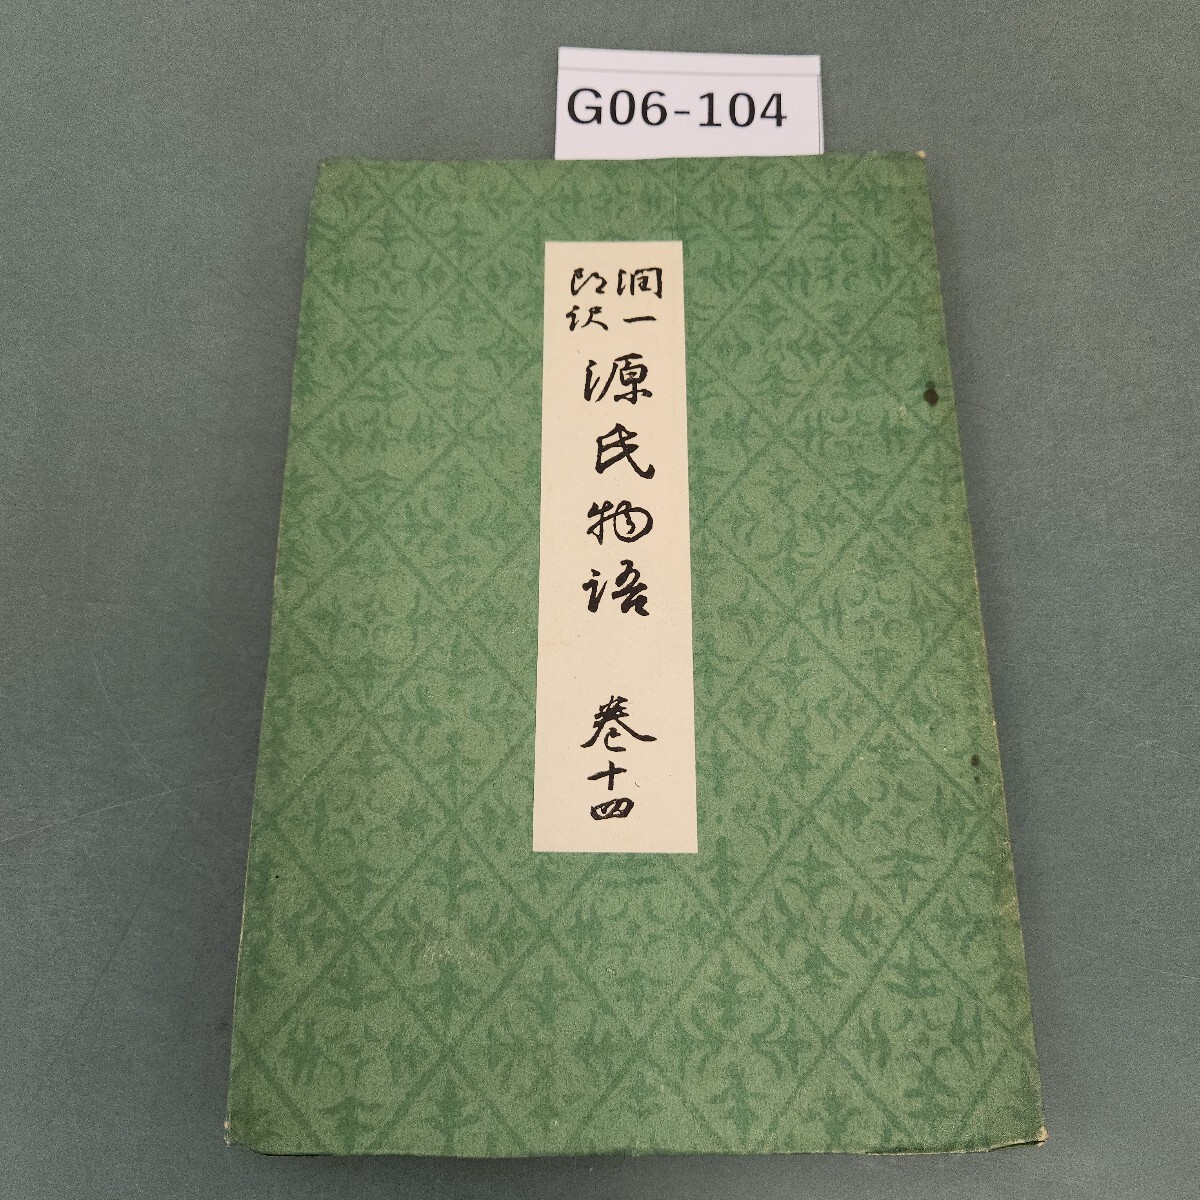 G06-104
潤一
郎訳
源氏物語
巻十四